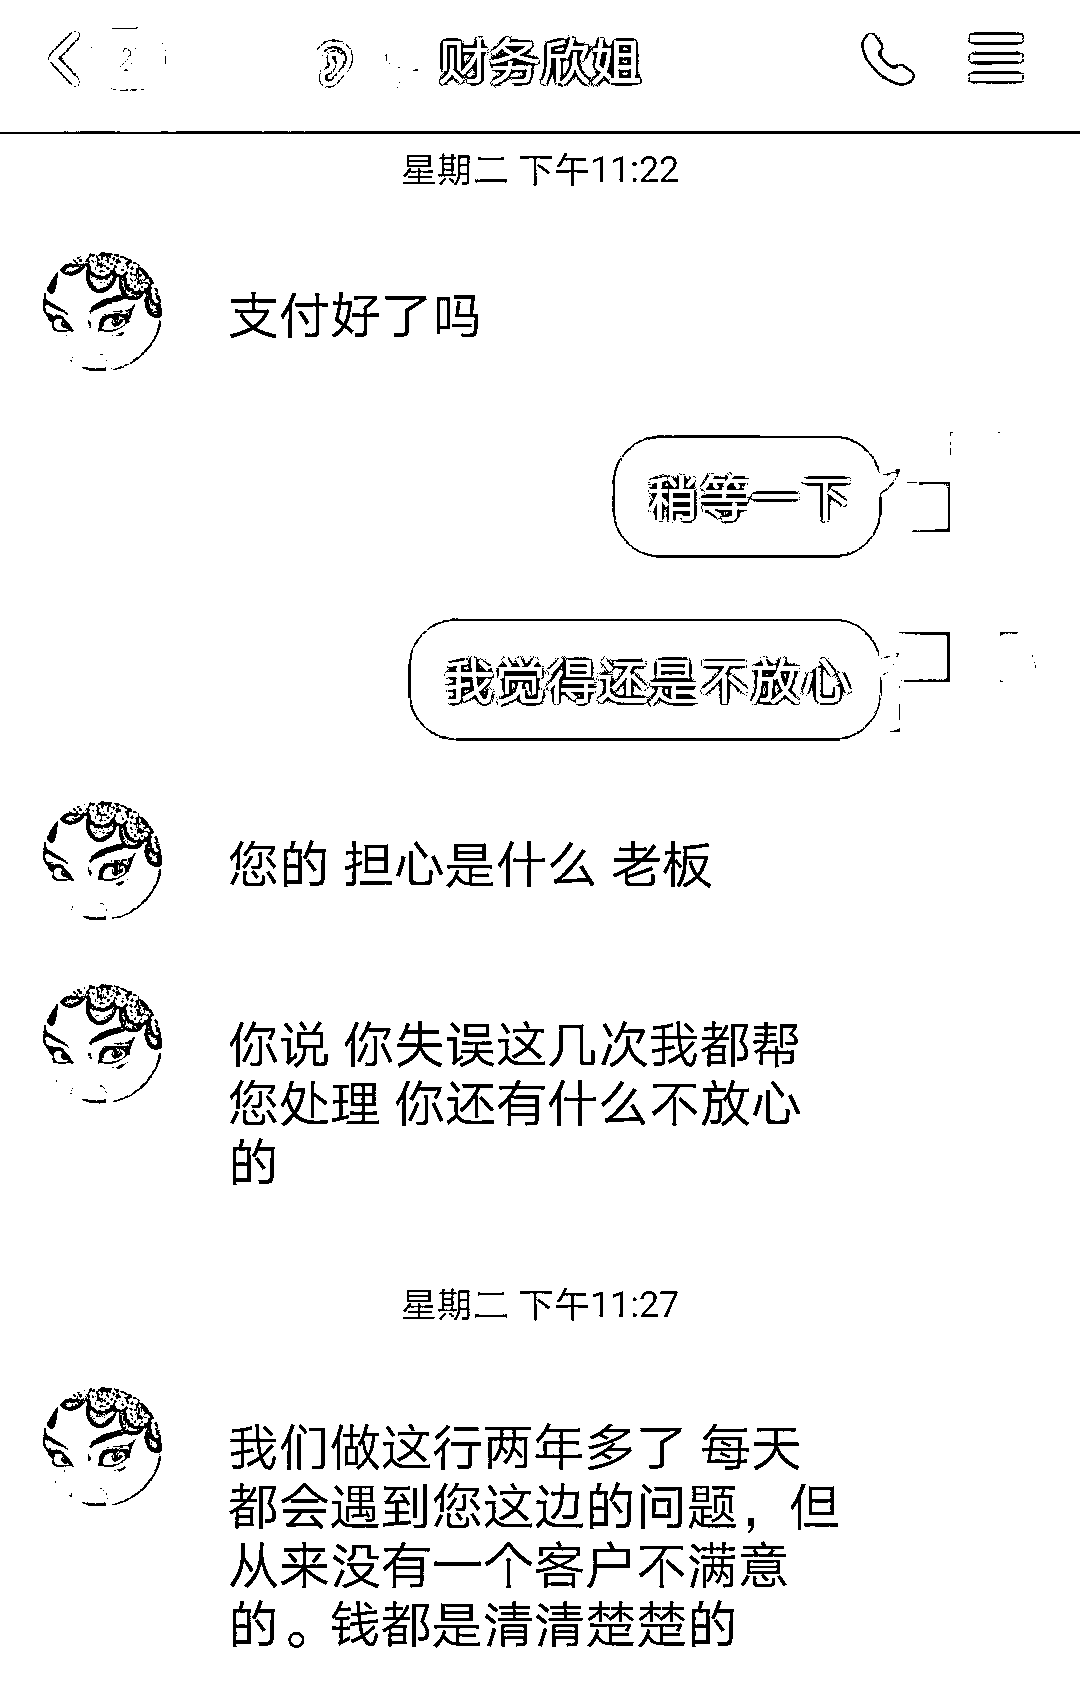 2
财务欣姐
星期二 下午11:22
支付好了吗
稍等一下
我觉得还是不放心
您的 担心是什么 老板
你说 你失误这几次我都帮
您处理 你还有什么不放心
的
星期二 下午11:27
我们做这行两年多了 每天
都会遇到您这边的问题，但
从来没有一个客户不满意
的。钱都是清清楚楚的